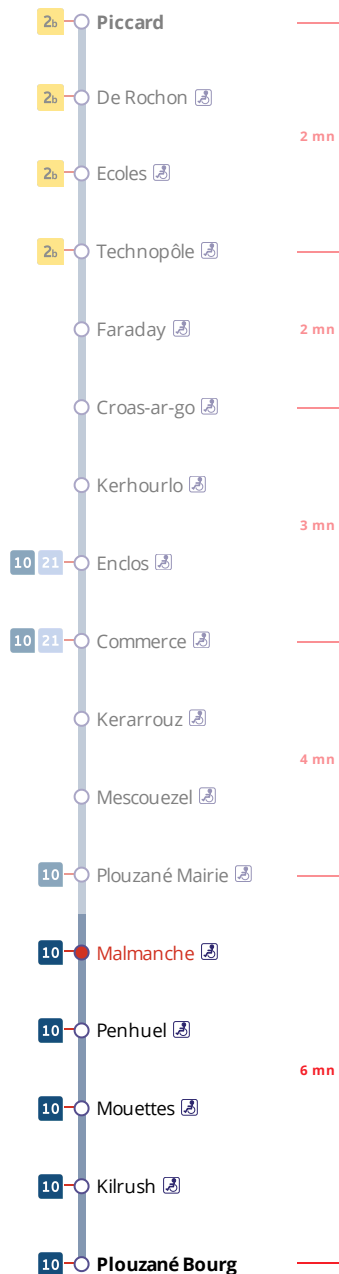 2b Piccard
2b De Rochon
2 mn
2b Ecoles
2b Technopôle
Faraday 2 mn
Croas-ar-go
Kerhourlo
3 mn
10 21 Enclos
10 21 Commerce
Kerarrouz
4 mn
Mescouezel
10 Plouzané Mairie
10 Malmanche
10 Penhuel
6 mn
10 Mouettes
10 Kilrush
10 Plouzané Bourg